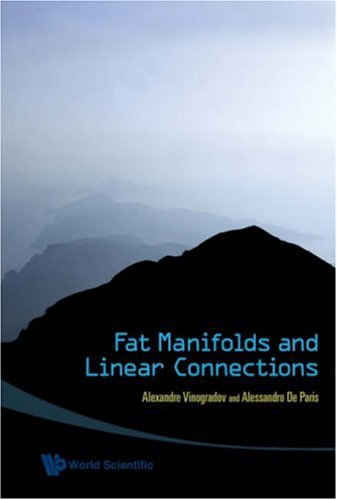 Fat Manifolds and
Linear Connections
Alexandre Vinogradov and Alessandro De Paris
World Scientific